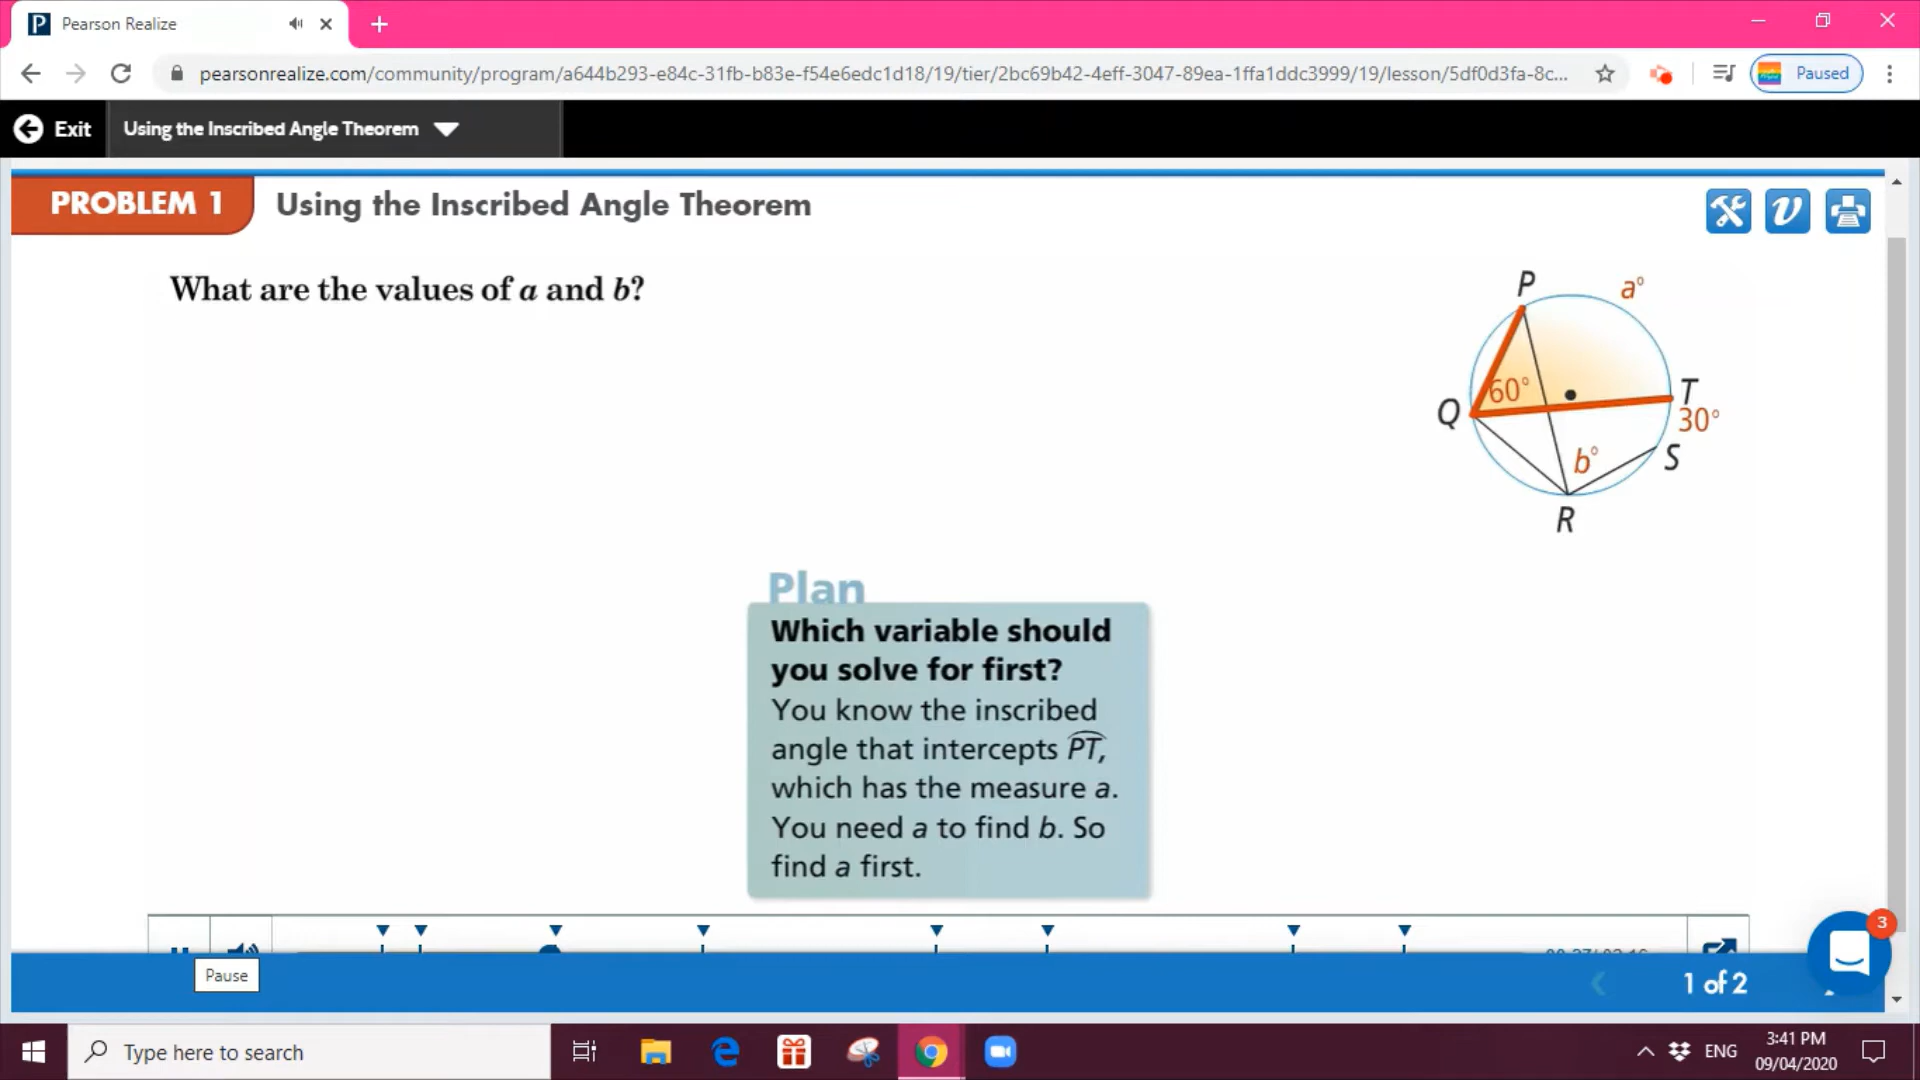 Pearson Realize
pearsonrealize.com/community/program/a644b293-e84c-31fb-b83e-f54e6edc1d18/19/tier/2bc69b42-4eff-3047-89ea-1ffa1ddc3999/19/lesson/5df0d3fa-8c...
Paused
Exit
Using the Inscribed Angle Theorem
PROBLEM 1
Using the Inscribed Angle Theorem
What are the values of a and b?
P
a°
60°
T
Q
30°
b°
S
R
Plan
Which variable should
you solve for first?
You know the inscribed
angle that intercepts PT,
which has the measure a.
You need a to find b. So
find a first.
3
Pause
1 of 2
Type here to search
ENG
3:41 PM
09/04/2020